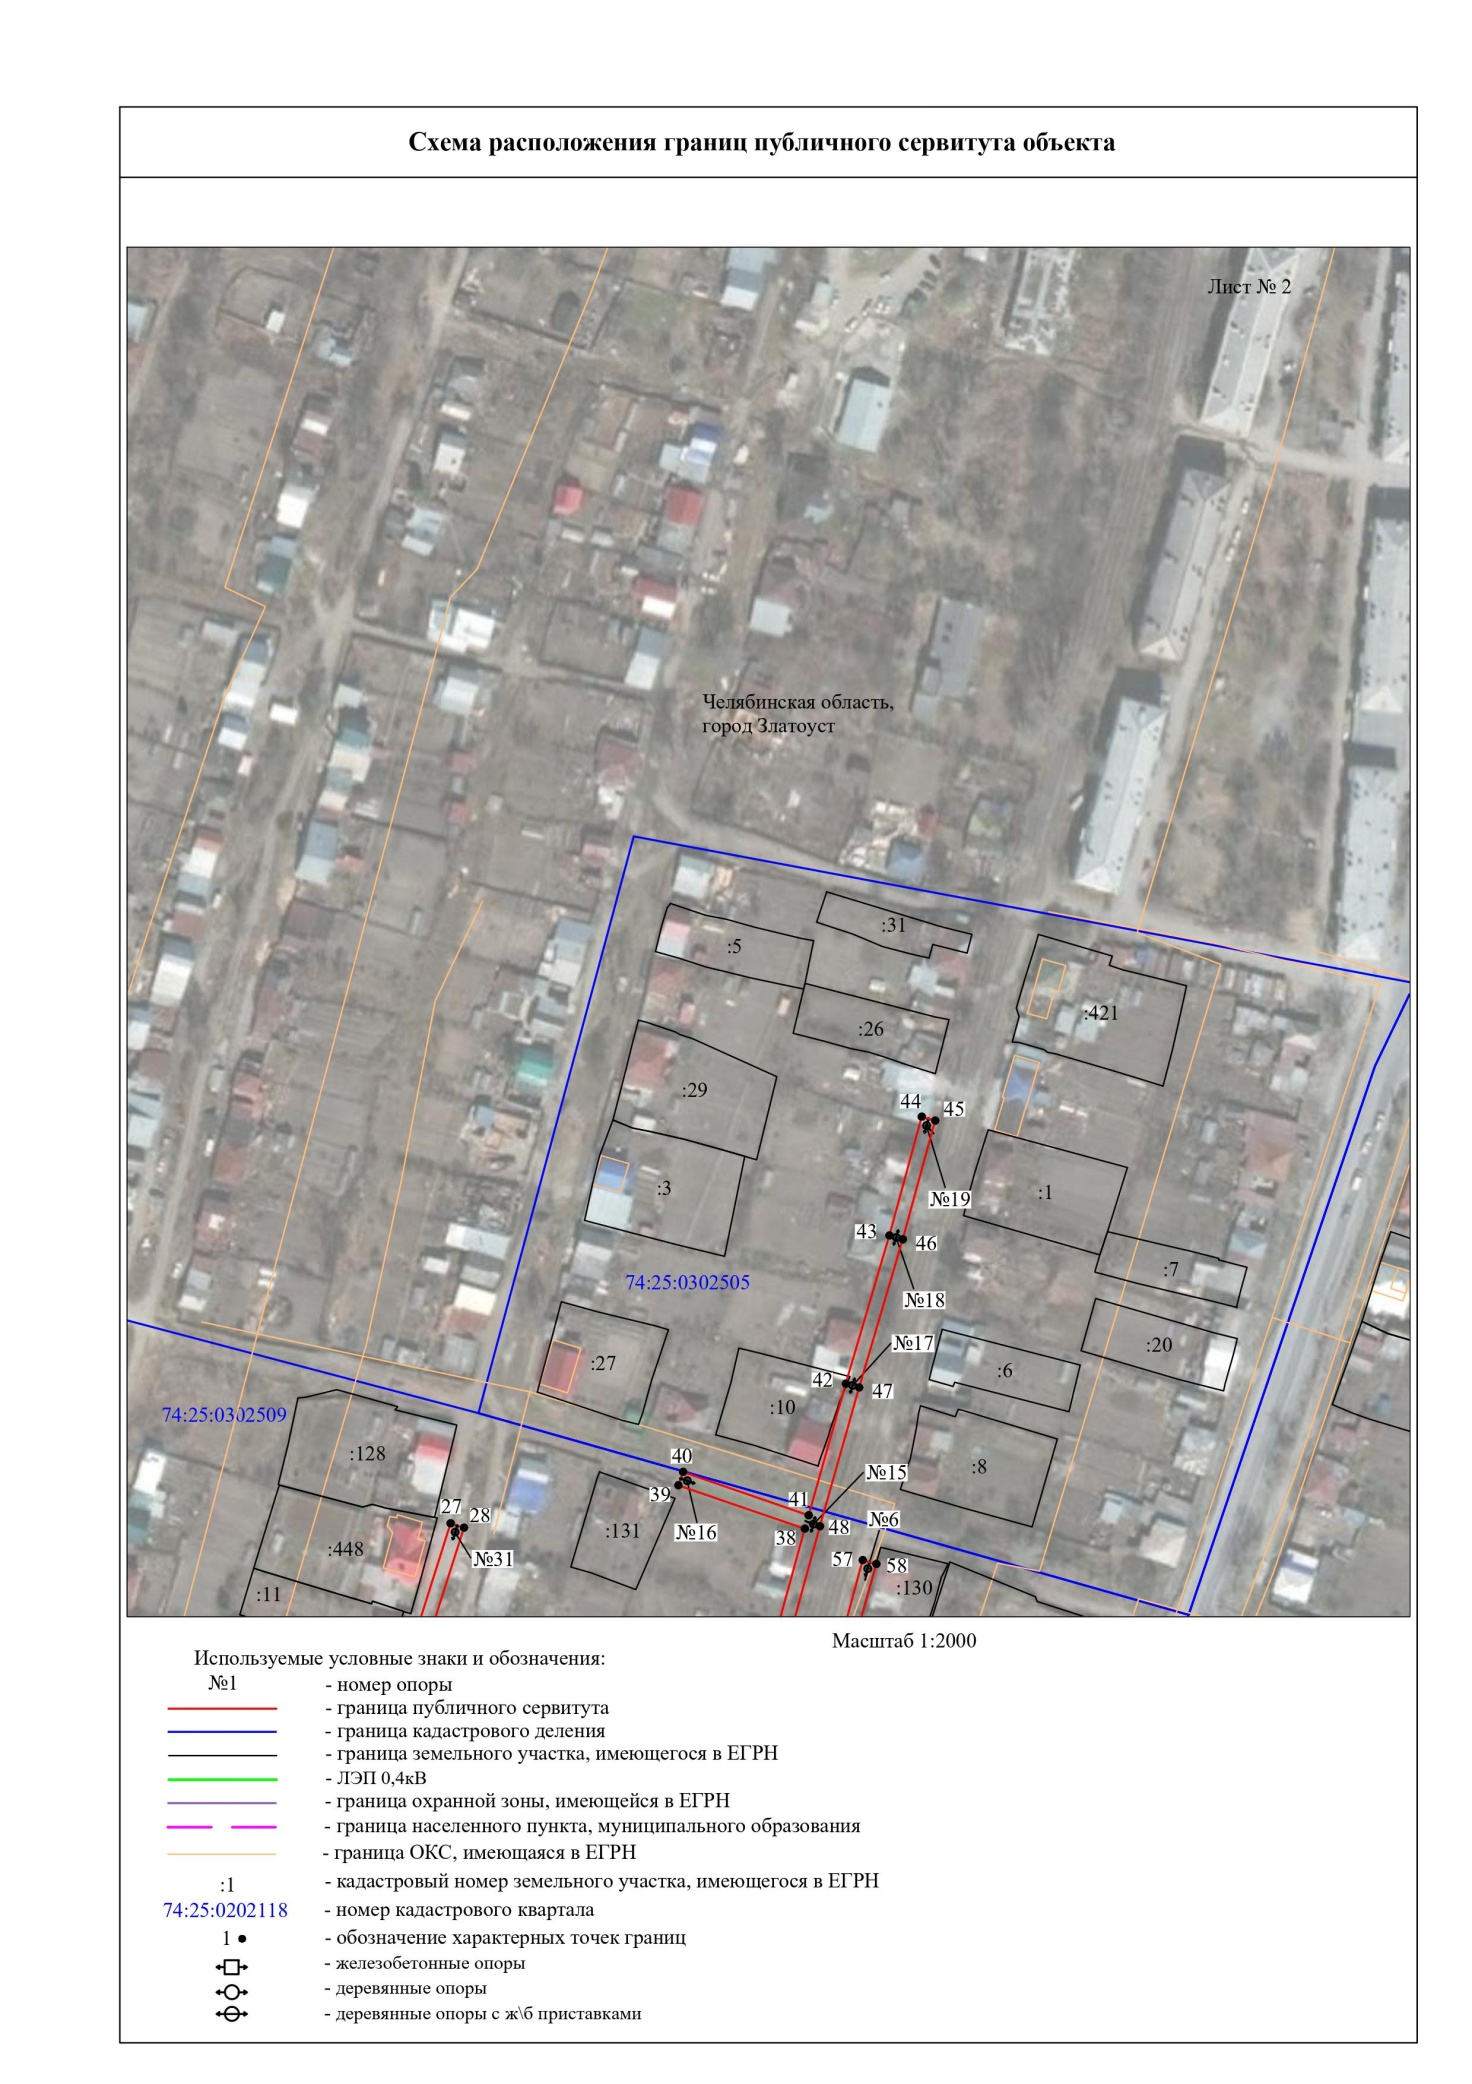 Схема расположения границ публичного сервитута объекта
Лист № 2
Челябинская область,
город Златоуст
:31
:5
:421
:26
:29
44
45
:3
:1
№19
43
46
:7
74:25:0302505
№18
№17
:20
:27
:6
42
47
:10
74:25:0302509
:128
40
:8
№15
39
41
27
28
48
№6
:131
№16
38
:448
№31
57
58
:130
:11
Масштаб 1:2000
Используемые условные знаки и обозначения:
№1 - номер опоры
- граница публичного сервитута
- граница кадастрового деления
- граница земельного участка, имеющегося в ЕГРН
- ЛЭП 0,4кВ
- граница охранной зоны, имеющейся в ЕГРН
- граница населенного пункта, муниципального образования
- граница ОКС, имеющаяся в ЕГРН
:1 - кадастровый номер земельного участка, имеющегося в ЕГРН
74:25:0202118 - номер кадастрового квартала
1 - обозначение характерных точек границ
- железобетонные опоры
- деревянные опоры
- деревянные опоры с ж\б приставками